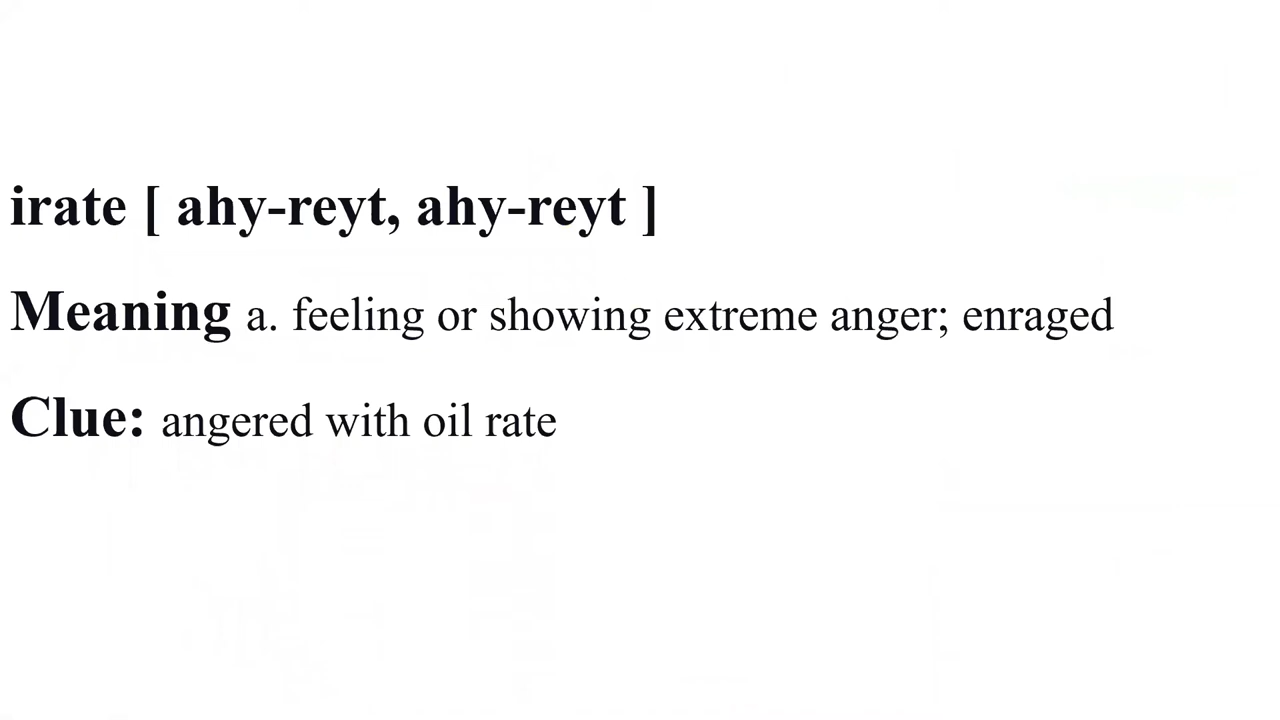 irate [ ahy-reyt, ahy-reyt ]
Meaning a. feeling or showing extreme anger; enraged
Clue: angered with oil rate